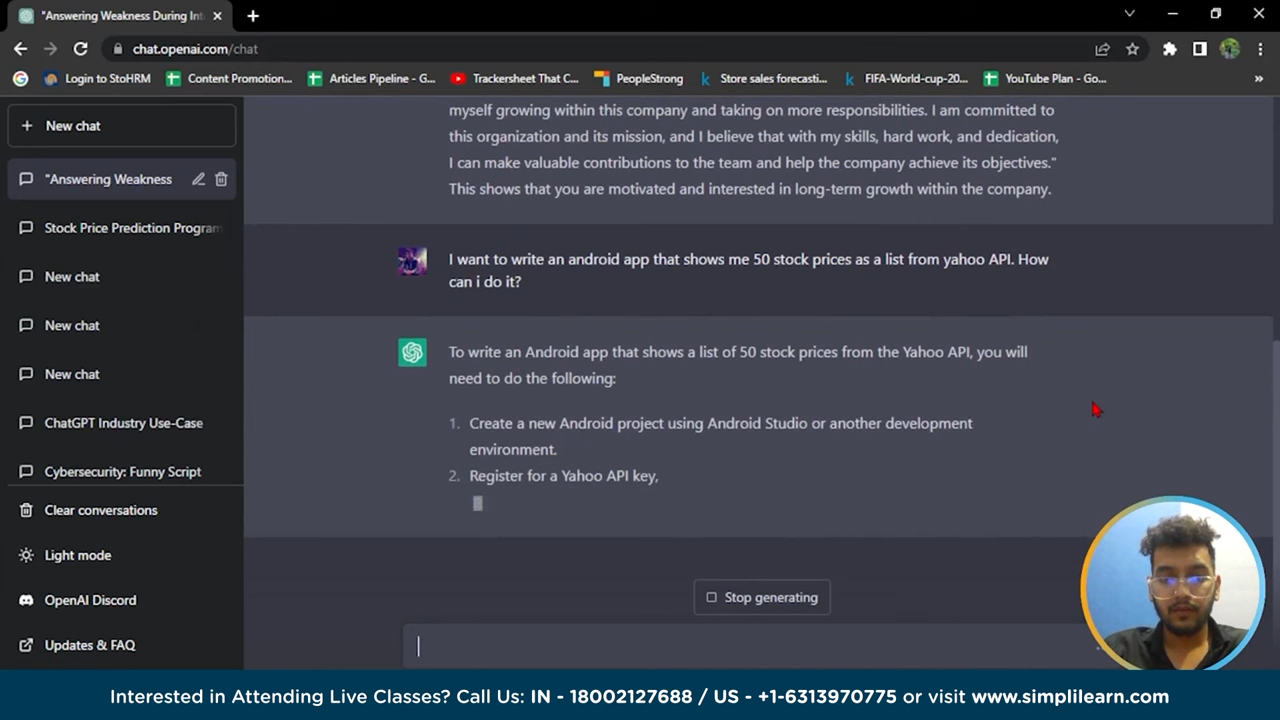 "Answering Weakness During Int
chat.openai.com/chat
Login to StoHRM
Content Promotion...
Articles Pipeline - G...
Trackersheet That C...
PeopleStrong
Store sales forecasti...
FIFA-World-cup-20...
YouTube Plan - Go...
New chat
"Answering Weakness
Stock Price Prediction Program
New chat
New chat
New chat
ChatGPT Industry Use-Case
Cybersecurity: Funny Script
Clear conversations
Light mode
OpenAI Discord
Updates & FAQ
myself growing within this company and taking on more responsibilities. I am committed to
this organization and its mission, and I believe that with my skills, hard work, and dedication,
I can make valuable contributions to the team and help the company achieve its objectives."
This shows that you are motivated and interested in long-term growth within the company.
I want to write an android app that shows me 50 stock prices as a list from yahoo API. How
can i do it?
To write an Android app that shows a list of 50 stock prices from the Yahoo API, you will
need to do the following:
1. Create a new Android project using Android Studio or another development
environment.
2. Register for a Yahoo API key,
Stop generating
Interested in Attending Live Classes? Call Us: IN - 18002127688 / US - +1-6313970775 or visit www.simplilearn.com